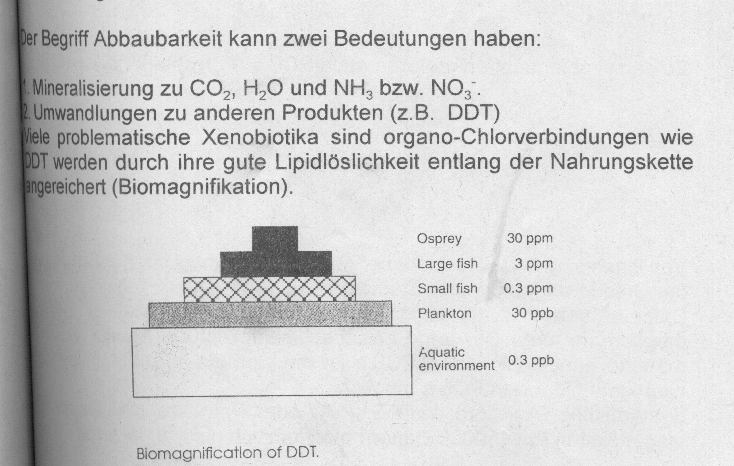 Der Begriff Abbaubarkeit kann zwei Bedeutungen haben:
1. Mineralisierung zu CO₂, H₂O und NH₃ bzw. NO₃⁻.
2. Umwandlungen zu anderen Produkten (z.B. DDT)
Viele problematische Xenobiotika sind organo-Chlorverbindungen wie
DDT werden durch ihre gute Lipidlöslichkeit entlang der Nahrungskette
angereichert (Biomagnifikation).
Osprey 30 ppm
Large fish 3 ppm
Small fish 0.3 ppm
Plankton 30 ppb
Aquatic
environment 0.3 ppb
Biomagnification of DDT.